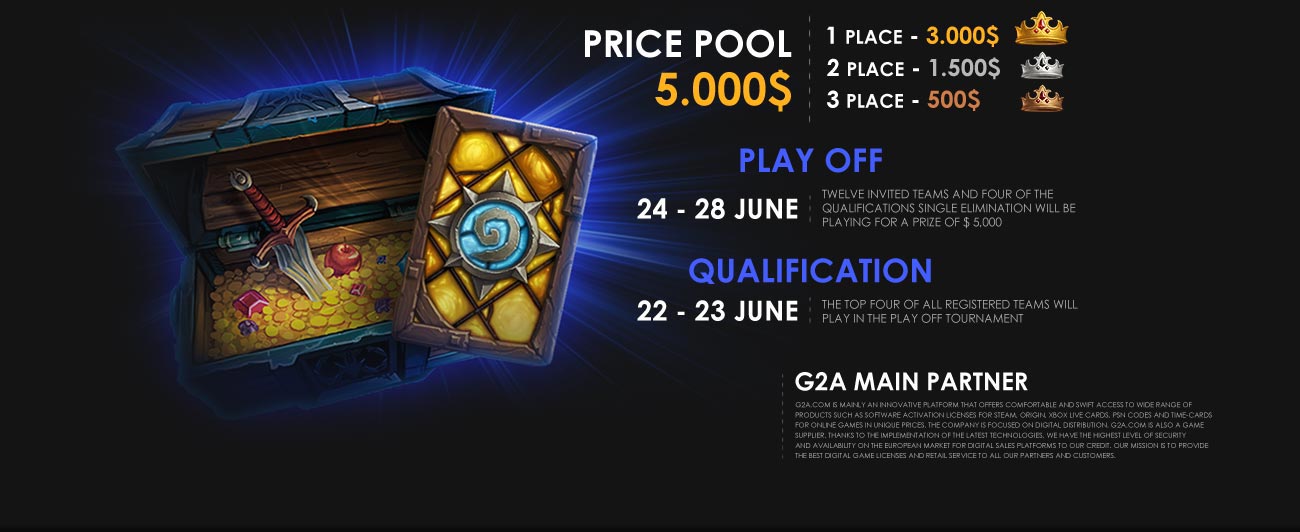 PRICE POOL
5.000$
1 PLACE - 3.000$
2 PLACE - 1.500$
3 PLACE - 500$
PLAY OFF
24 - 28 JUNE
TWELVE INVITED TEAMS AND FOUR OF THE
QUALIFICATIONS SINGLE ELIMINATION WILL BE
PLAYING FOR A PRIZE OF $ 5,000
QUALIFICATION
22 - 23 JUNE
THE TOP FOUR OF ALL REGISTERED TEAMS WILL
PLAY IN THE PLAY OFF TOURNAMENT
G2A MAIN PARTNER
G2A.COM IS MAINLY AN INNOVATIVE PLATFORM THAT OFFERS COMFORTABLE AND SWIFT ACCESS TO WIDE RANGE OF
PRODUCTS SUCH AS SOFTWARE ACTIVATION LICENSES FOR STEAM, ORIGIN, XBOX LIVE CARDS, PSN CODES AND TIME-CARDS
FOR ONLINE GAMES IN UNIQUE PRICES. THE COMPANY IS FOCUSED ON DIGITAL DISTRIBUTION. G2A.COM IS ALSO A GAME
SUPPLIER. THANKS TO THE IMPLEMENTATION OF THE LATEST TECHNOLOGIES, WE HAVE THE HIGHEST LEVEL OF SECURITY
AND AVAILABILITY ON THE EUROPEAN MARKET FOR DIGITAL SALES PLATFORMS TO OUR CREDIT. OUR MISSION IS TO PROVIDE
THE BEST DIGITAL GAME LICENSES AND RETAIL SERVICE TO ALL OUR PARTNERS AND CUSTOMERS.